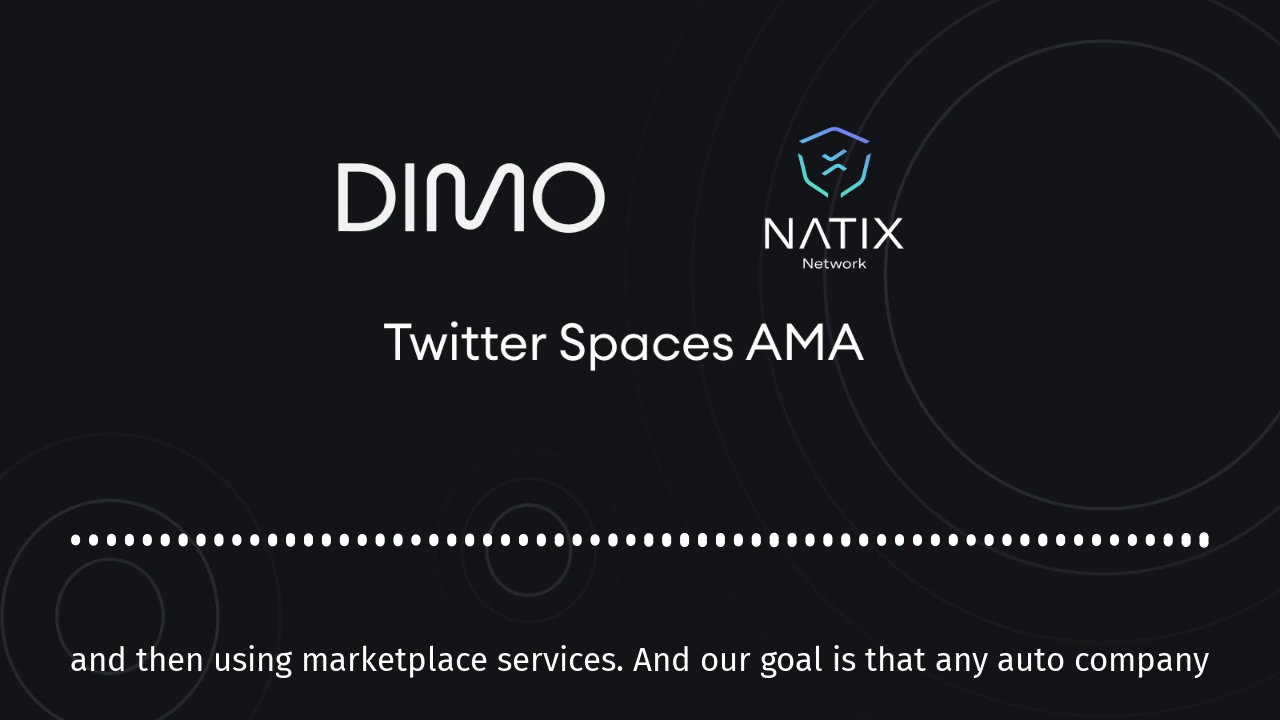 DIMO
NATIX
Network
Twitter Spaces AMA
and then using marketplace services. And our goal is that any auto company